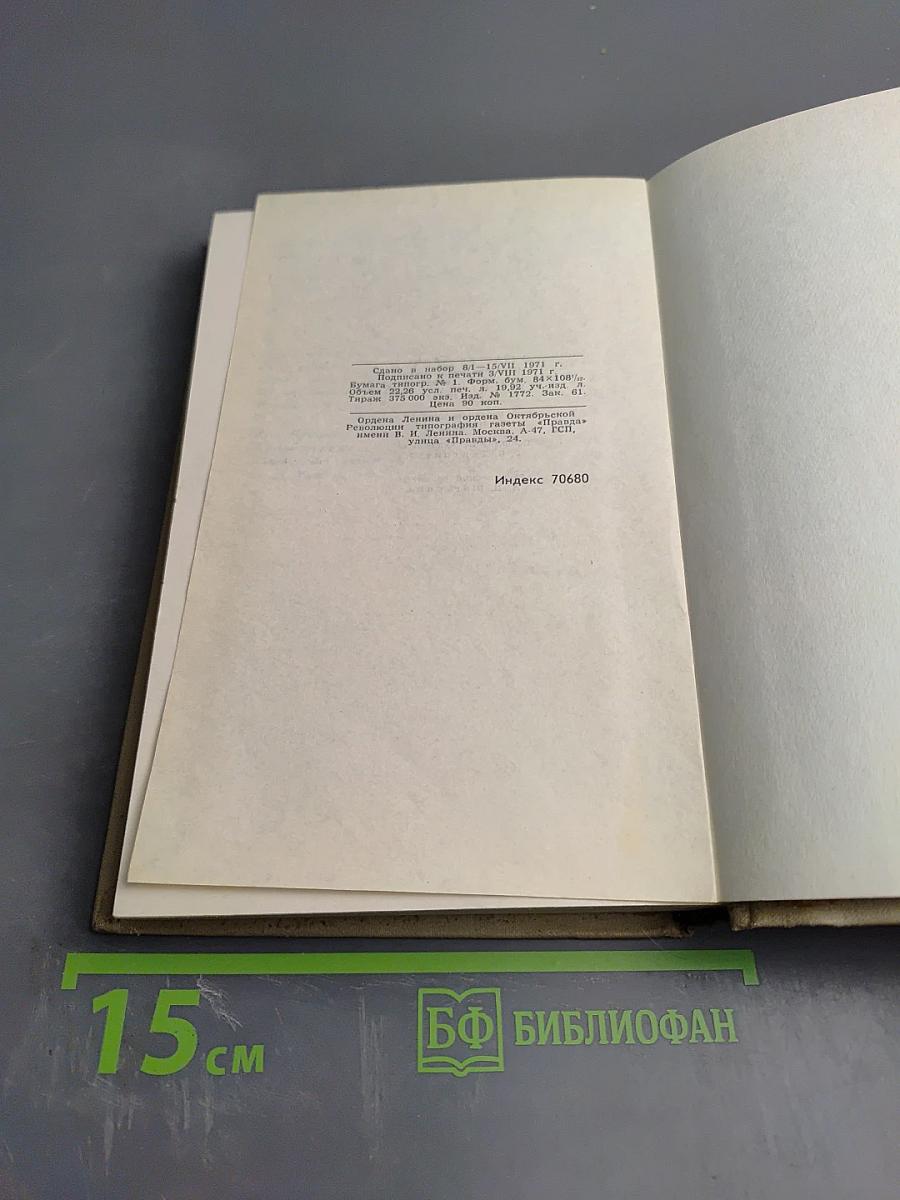 Сдано в набор 8/I—15/VII 1971 г.
Подписано к печати 3/VIII 1971 г.
Бумага типогр. № 1. Форм. бум. 84×108¹/₃₂.
Объем 22,26 усл. печ. л. 19,92 уч.-изд л.
Тираж 375 000 экз. Изд. № 1772. Зак. 61.
Цена 90 коп.
Ордена Ленина и ордена Октябрьской
Революции типография газеты «Правда»
имени В. И. Ленина. Москва, А-47, ГСП,
улица «Правды», 24.
Индекс 70680
15 см
БФ БИБЛИОФАН